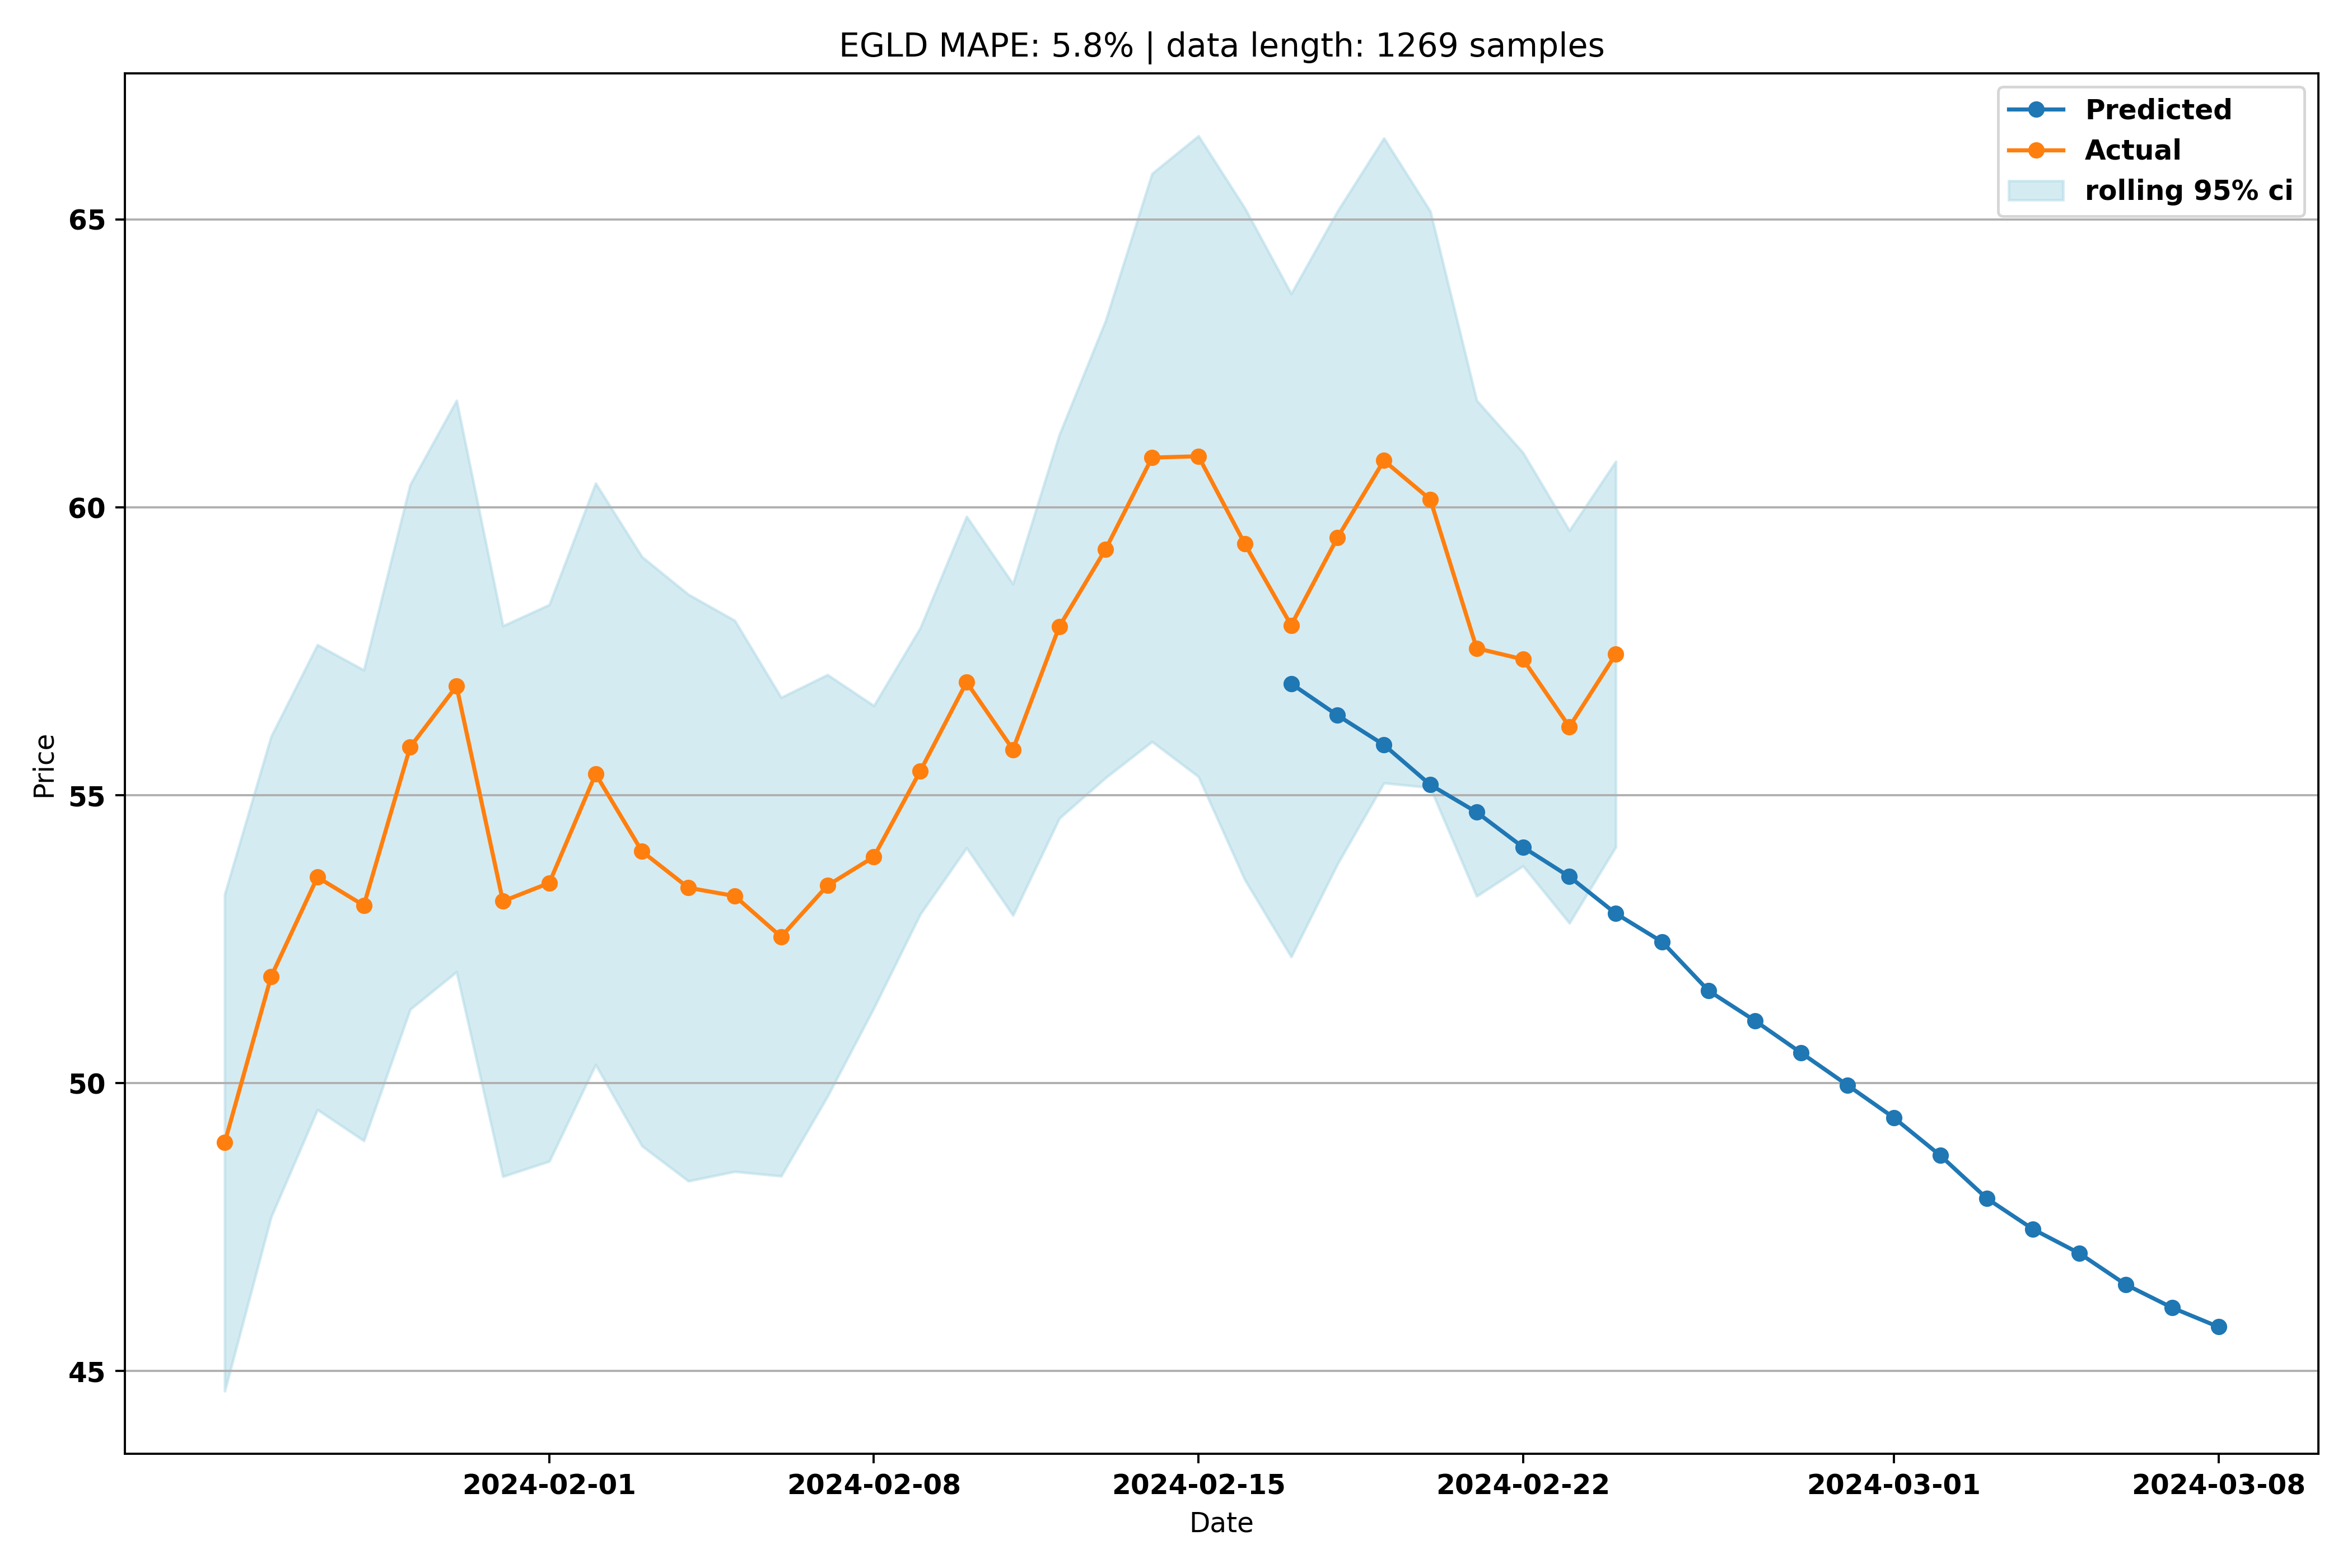 EGLD MAPE: 5.8% | data length: 1269 samples
Predicted
Actual
rolling 95% ci
65
60
55
50
45
Price
2024-02-01
2024-02-08
2024-02-15
2024-02-22
2024-03-01
2024-03-08
Date